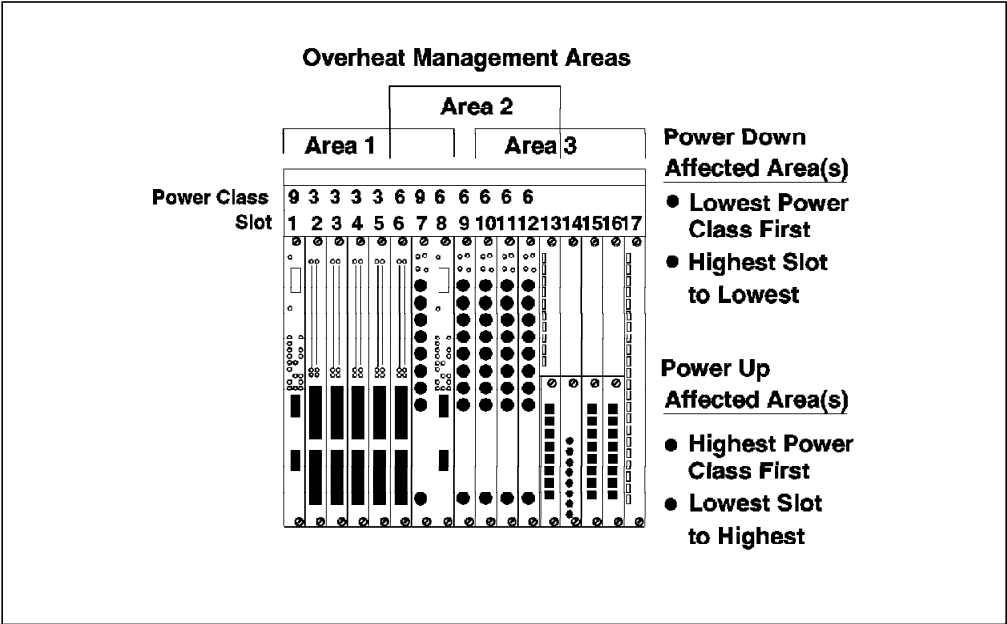 Overheat Management Areas
Area 2
Area 1
Area 3
Power Class 9 3 3 3 3 6 9 6 6 6 6 6
Slot 1 2 3 4 5 6 7 8 9 10 11 12 13 14 15 16 17
Power Down
Affected Area(s)
● Lowest Power
Class First
● Highest Slot
to Lowest
Power Up
Affected Area(s)
● Highest Power
Class First
● Lowest Slot
to Highest